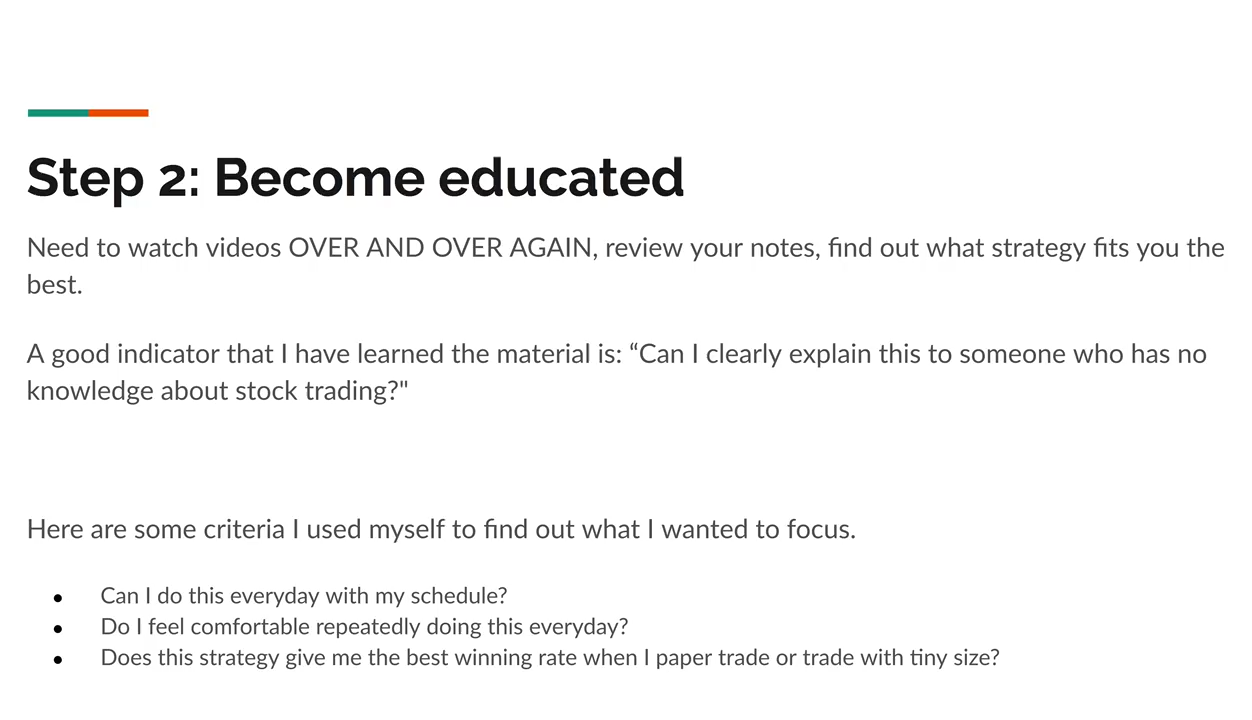 Step 2: Become educated
Need to watch videos OVER AND OVER AGAIN, review your notes, find out what strategy fits you the
best.
A good indicator that I have learned the material is: “Can I clearly explain this to someone who has no
knowledge about stock trading?"
Here are some criteria I used myself to find out what I wanted to focus.
● Can I do this everyday with my schedule?
● Do I feel comfortable repeatedly doing this everyday?
● Does this strategy give me the best winning rate when I paper trade or trade with tiny size?